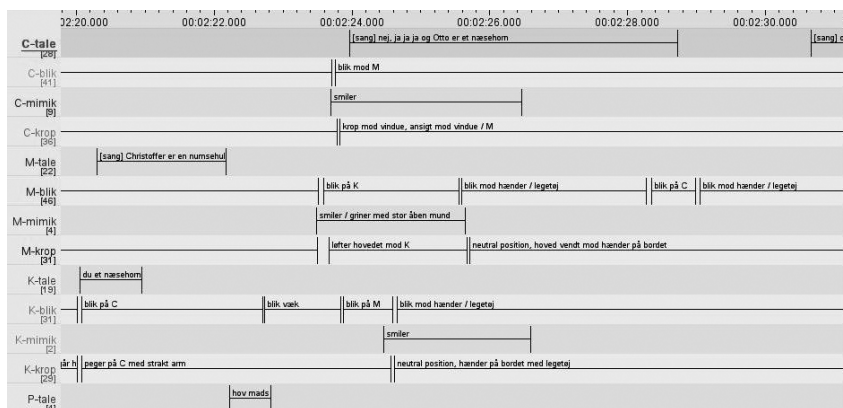 02:20.000 00:02:22.000 00:02:24.000 00:02:26.000 00:02:28.000 00:02:30.000
C-tale [28] [sang] nej, ja ja ja og Otto er et næsehorn [sang] o
C-blik [41] blik mod M
C-mimik [9] smiler
C-krop [36] krop mod vindue, ansigt mod vindue / M
M-tale [22] [sang] Christoffer er en numsehul
M-blik [46] blik på K blik mod hænder / legetøj blik på C blik mod hænder / legetøj
M-mimik [4] smiler / griner med stor åben mund
M-krop [31] løfter hovedet mod K neutral position, hoved vendt mod hænder på bordet
K-tale [19] du et næsehorn
K-blik [31] blik på C blik væk blik på M blik mod hænder / legetøj
K-mimik [2] smiler
K-krop [29] går h peger på C med strakt arm neutral position, hænder på bordet med legetøj
P-tale [4] hov mads